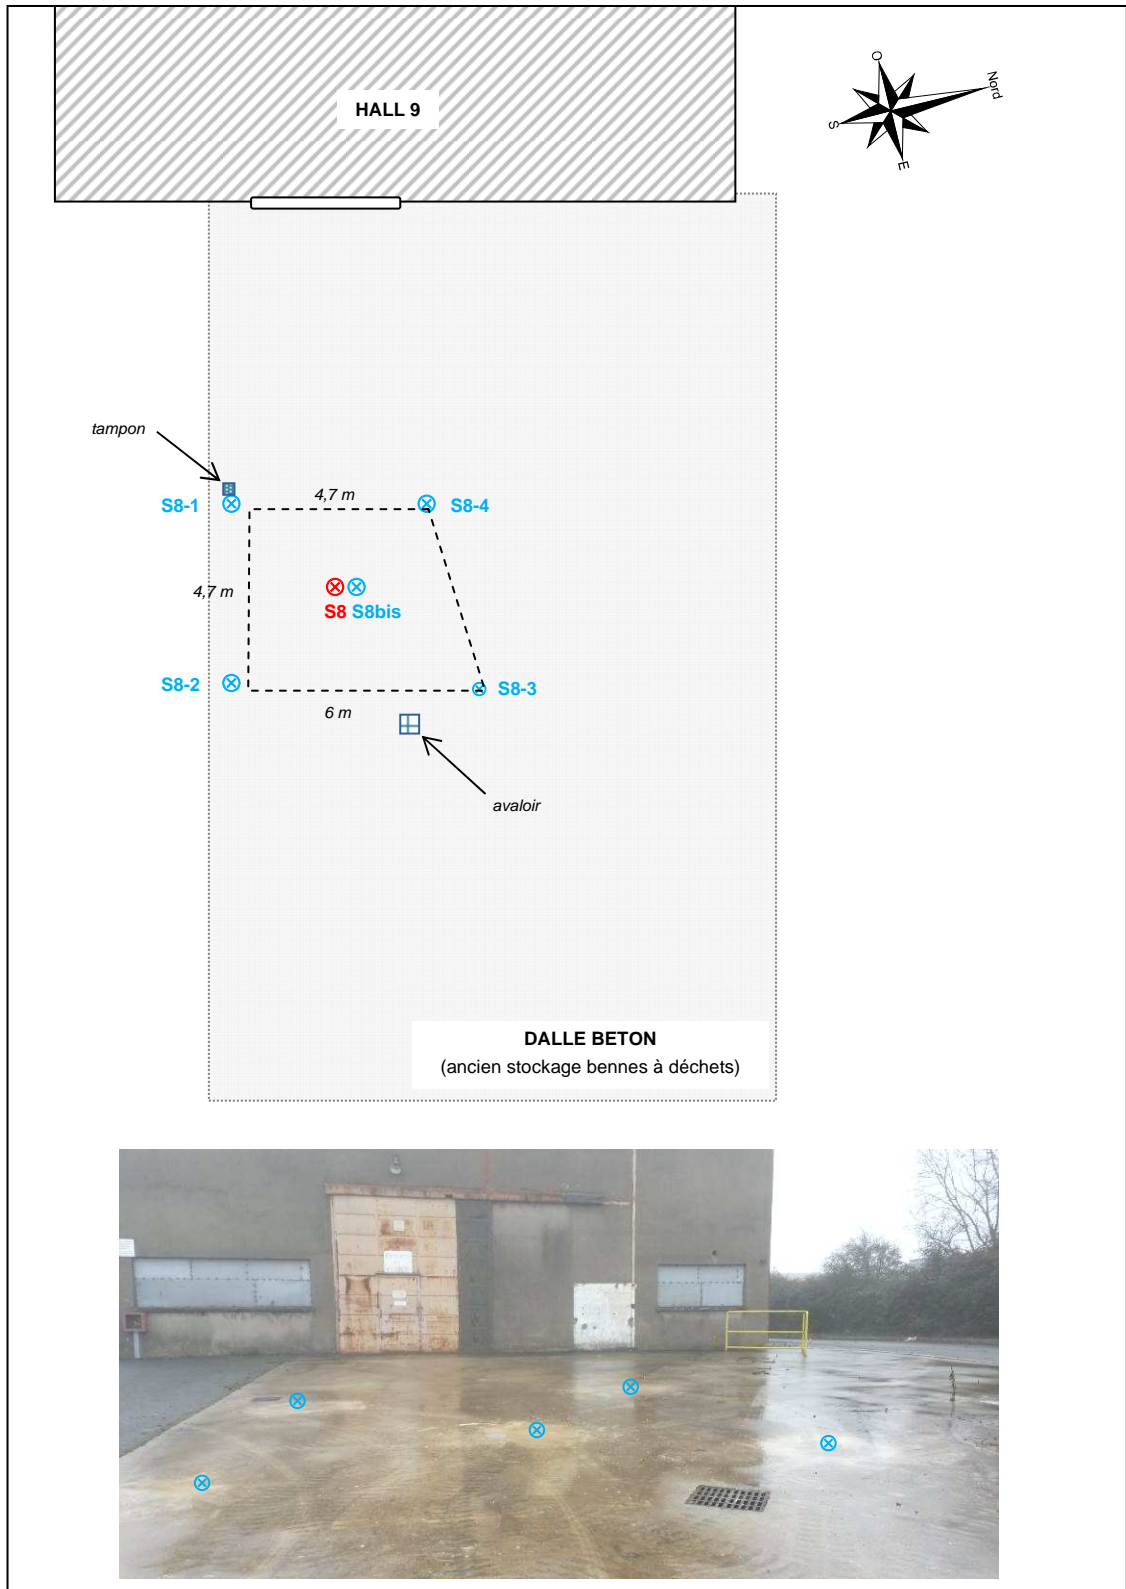 HALL 9
O
Nord
S
E
tampon
S8-1
4,7 m
S8-4
4,7 m
S8 S8bis
S8-2
S8-3
6 m
avaloir
DALLE BETON
(ancien stockage bennes à déchets)